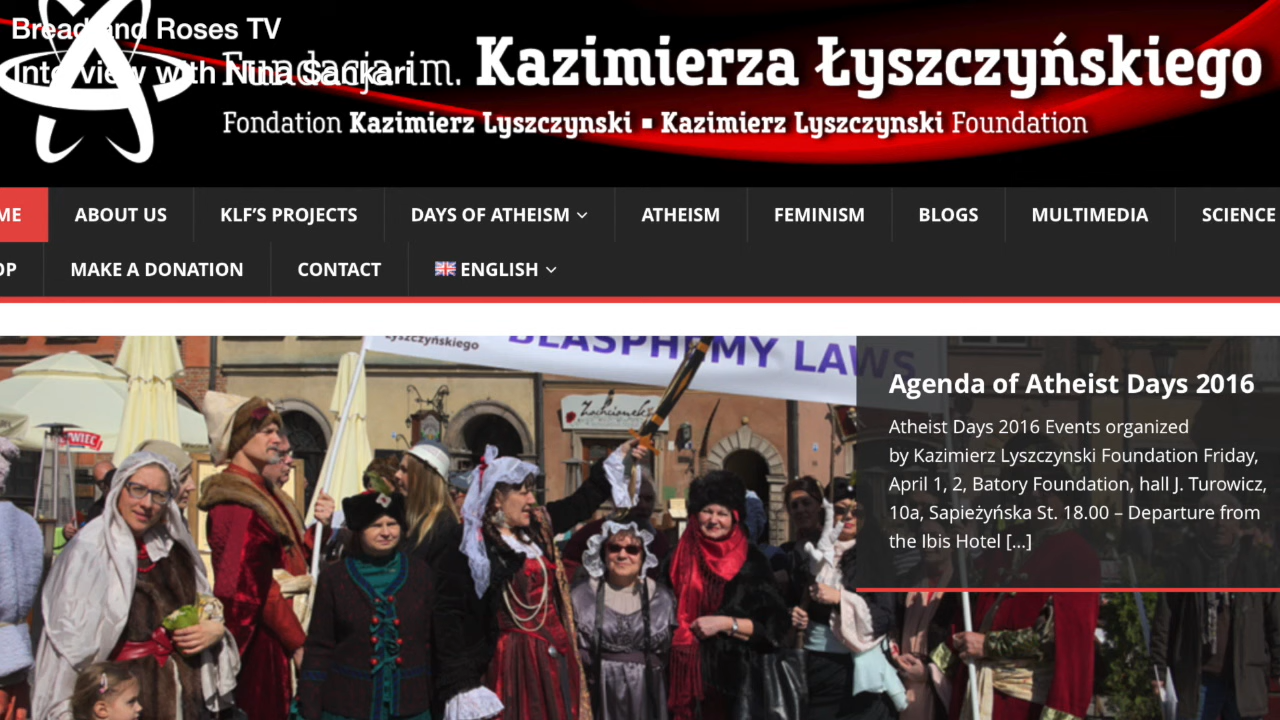 Bread and Roses TV
Interview with Nina Sankari
Fundacja im. Kazimierza Łyszczyńskiego
Fondation Kazimierz Lyszczynski ▪ Kazimierz Lyszczynski Foundation
ME
ABOUT US
KLF'S PROJECTS
DAYS OF ATHEISM
ATHEISM
FEMINISM
BLOGS
MULTIMEDIA
SCIENCE
OP
MAKE A DONATION
CONTACT
ENGLISH
Łyszczyńskiego
BLASPHEMY LAWS
Zachcianek
ŻYWIEC
Agenda of Atheist Days 2016
Atheist Days 2016 Events organized
by Kazimierz Lyszczynski Foundation Friday,
April 1, 2, Batory Foundation, hall J. Turowicz,
10a, Sapieżyńska St. 18.00 – Departure from
the Ibis Hotel [...]